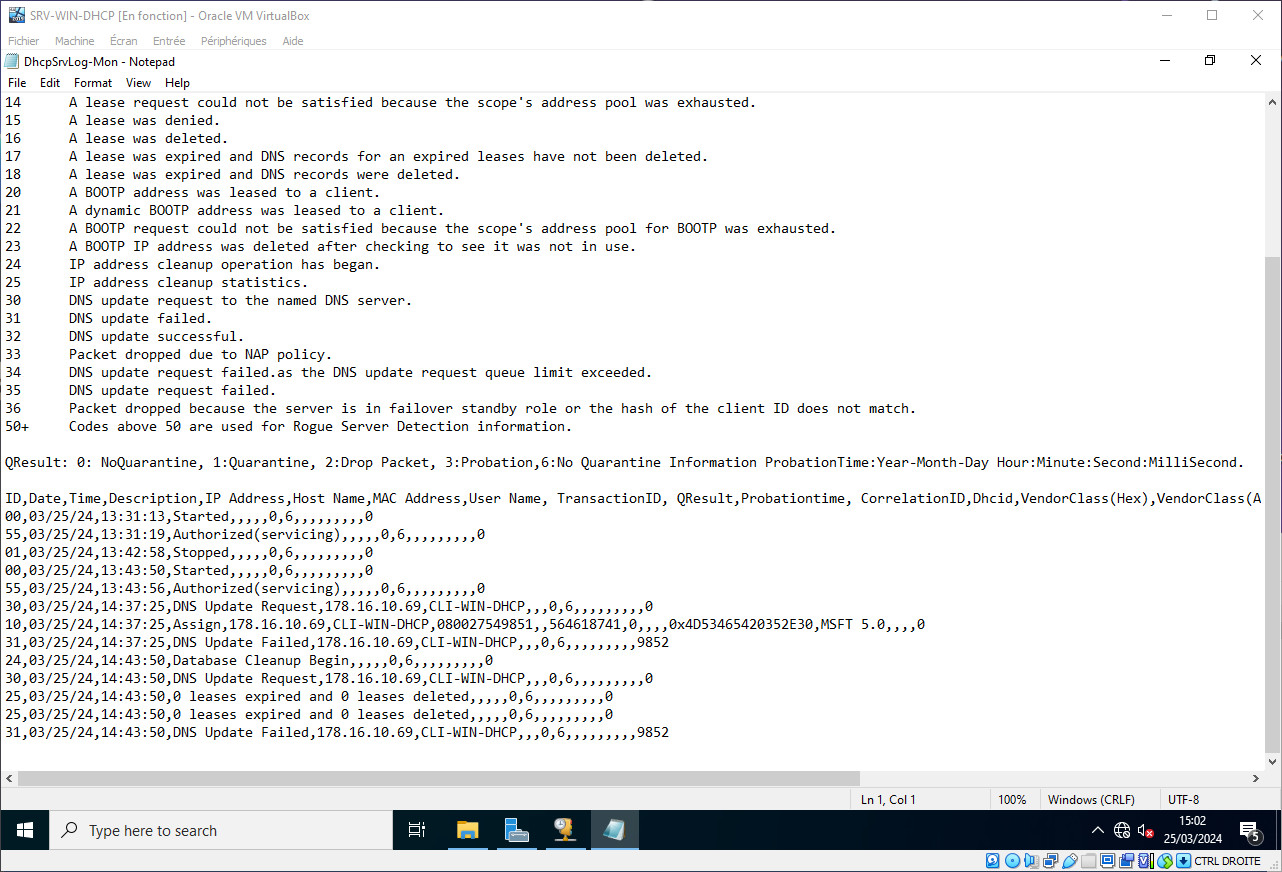 SRV-WIN-DHCP [En fonction] - Oracle VM VirtualBox
Fichier Machine Écran Entrée Périphériques Aide
DhcpSrvLog-Mon - Notepad
File Edit Format View Help
14 A lease request could not be satisfied because the scope's address pool was exhausted.
15 A lease was denied.
16 A lease was deleted.
17 A lease was expired and DNS records for an expired leases have not been deleted.
18 A lease was expired and DNS records were deleted.
20 A BOOTP address was leased to a client.
21 A dynamic BOOTP address was leased to a client.
22 A BOOTP request could not be satisfied because the scope's address pool for BOOTP was exhausted.
23 A BOOTP IP address was deleted after checking to see it was not in use.
24 IP address cleanup operation has began.
25 IP address cleanup statistics.
30 DNS update request to the named DNS server.
31 DNS update failed.
32 DNS update successful.
33 Packet dropped due to NAP policy.
34 DNS update request failed.as the DNS update request queue limit exceeded.
35 DNS update request failed.
36 Packet dropped because the server is in failover standby role or the hash of the client ID does not match.
50+ Codes above 50 are used for Rogue Server Detection information.
QResult: 0: NoQuarantine, 1:Quarantine, 2:Drop Packet, 3:Probation,6:No Quarantine Information ProbationTime:Year-Month-Day Hour:Minute:Second:MilliSecond.
ID,Date,Time,Description,IP Address,Host Name,MAC Address,User Name, TransactionID, QResult,Probationtime, CorrelationID,Dhcid,VendorClass(Hex),VendorClass(A
00,03/25/24,13:31:13,Started,,,,,0,6,,,,,,,,,0
55,03/25/24,13:31:19,Authorized(servicing),,,,,0,6,,,,,,,,,0
01,03/25/24,13:42:58,Stopped,,,,,0,6,,,,,,,,,0
00,03/25/24,13:43:50,Started,,,,,0,6,,,,,,,,,0
55,03/25/24,13:43:56,Authorized(servicing),,,,,0,6,,,,,,,,,0
30,03/25/24,14:37:25,DNS Update Request,178.16.10.69,CLI-WIN-DHCP,,,0,6,,,,,,,,,0
10,03/25/24,14:37:25,Assign,178.16.10.69,CLI-WIN-DHCP,080027549851,,564618741,0,,,,0x4D53465420352E30,MSFT 5.0,,,,0
31,03/25/24,14:37:25,DNS Update Failed,178.16.10.69,CLI-WIN-DHCP,,,0,6,,,,,,,,,9852
24,03/25/24,14:43:50,Database Cleanup Begin,,,,,0,6,,,,,,,,,0
30,03/25/24,14:43:50,DNS Update Request,178.16.10.69,CLI-WIN-DHCP,,,0,6,,,,,,,,,0
25,03/25/24,14:43:50,0 leases expired and 0 leases deleted,,,,,0,6,,,,,,,,,0
25,03/25/24,14:43:50,0 leases expired and 0 leases deleted,,,,,0,6,,,,,,,,,0
31,03/25/24,14:43:50,DNS Update Failed,178.16.10.69,CLI-WIN-DHCP,,,0,6,,,,,,,,,9852
Ln 1, Col 1 100% Windows (CRLF) UTF-8
Type here to search
15:02
25/03/2024
5
CTRL DROITE